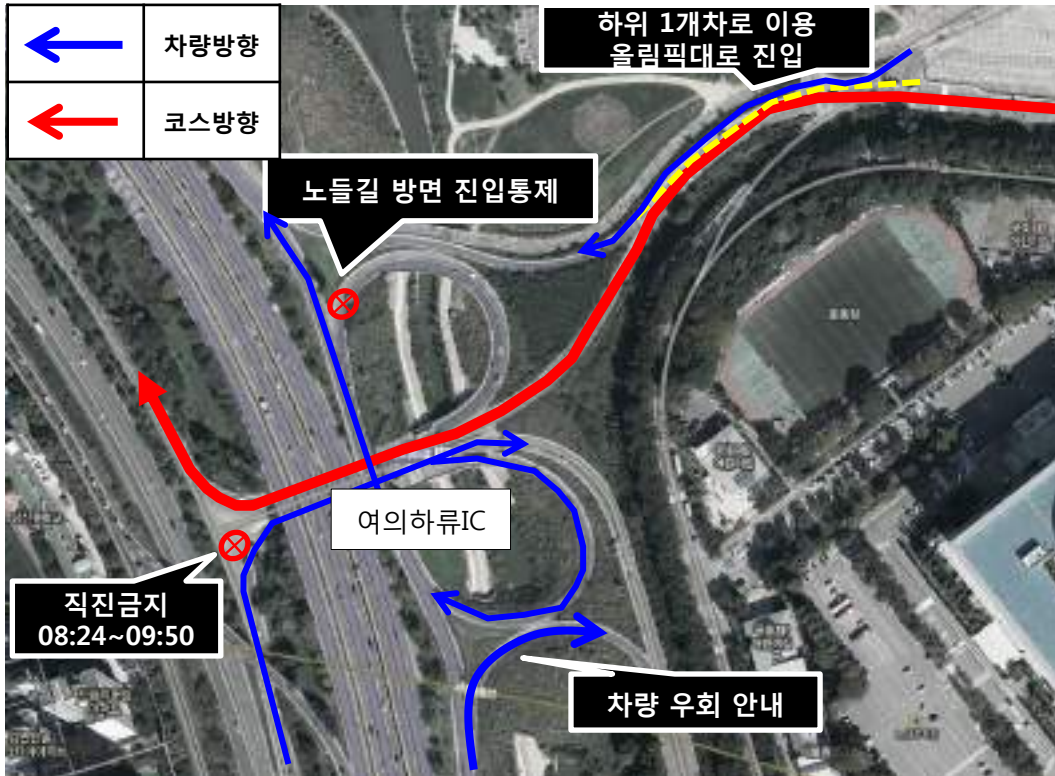 차량방향
코스방향
하위 1개차로 이용
올림픽대로 진입
노들길 방면 진입통제
여의하류IC
직진금지
08:24~09:50
차량 우회 안내